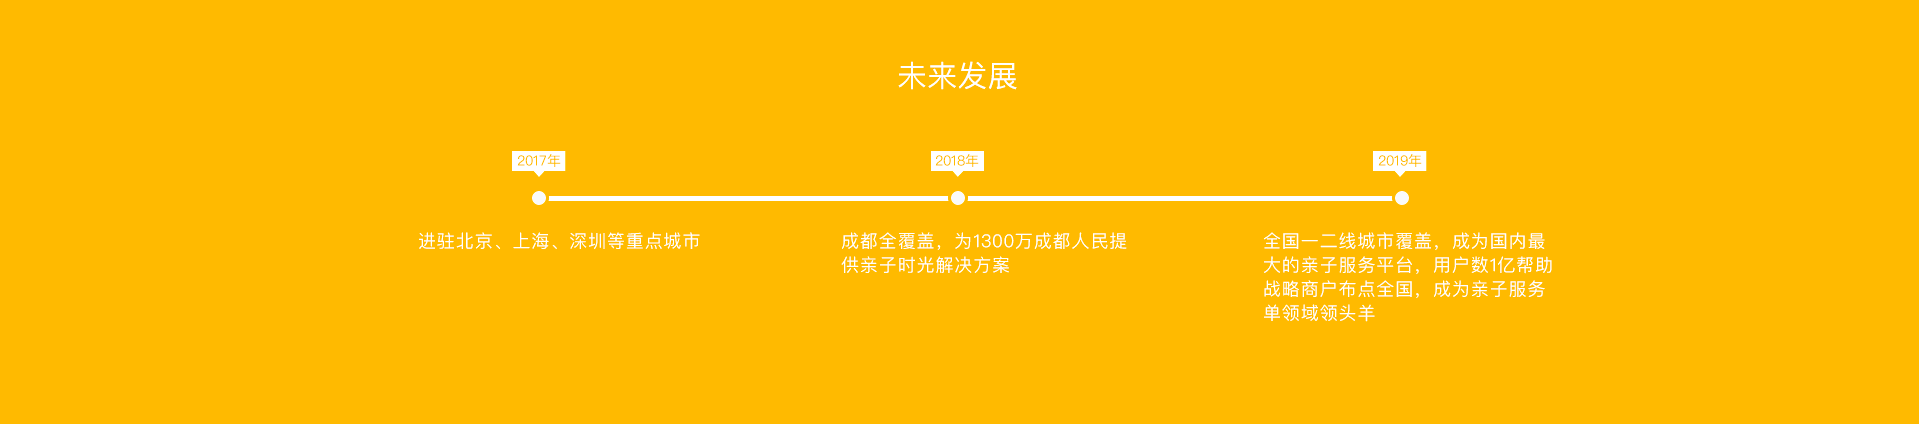 未来发展
2017年
2018年
2019年
进驻北京、上海、深圳等重点城市
成都全覆盖，为1300万成都人民提
供亲子时光解决方案
全国一二线城市覆盖，成为国内最
大的亲子服务平台，用户数1亿帮助
战略商户布点全国，成为亲子服务
单领域领头羊